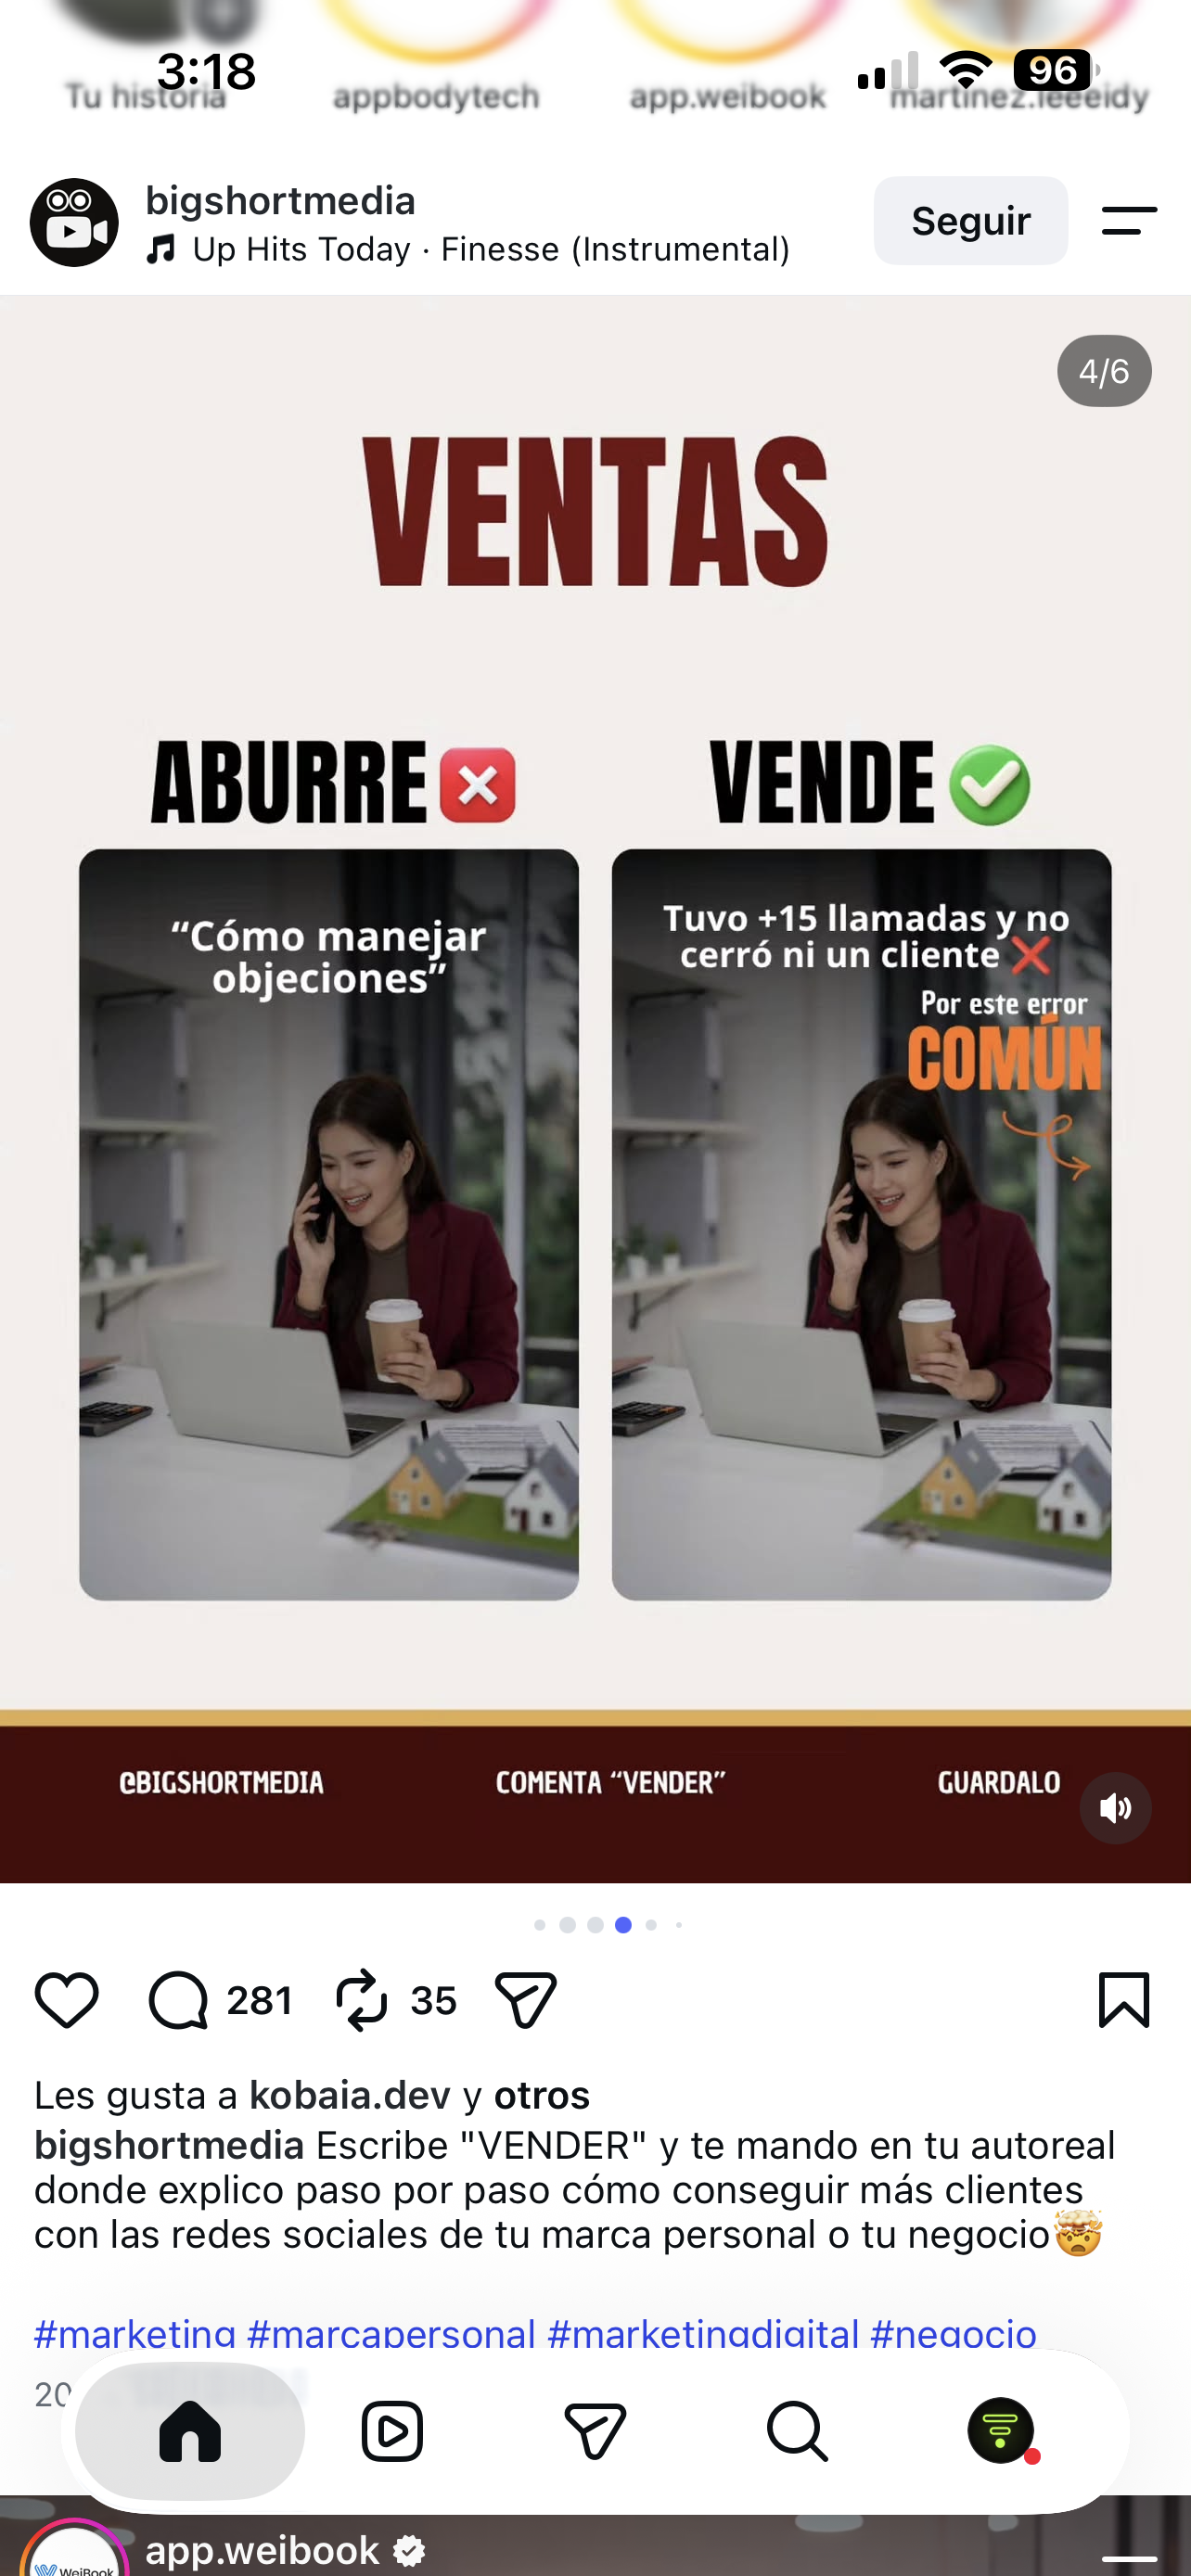 3:18
96
Tu historia
appbodytech
app.weibook
martinez.leeeidy
bigshortmedia
Up Hits Today · Finesse (Instrumental)
Seguir
4/6
VENTAS
ABURRE
VENDE
“Cómo manejar
objeciones”
Tuvo +15 llamadas y no
cerró ni un cliente
Por este error
COMÚN
@BIGSHORTMEDIA
COMENTA “VENDER”
GUARDALO
281
35
Les gusta a kobaia.dev y otros
bigshortmedia Escribe "VENDER" y te mando en tu autoreal
donde explico paso por paso cómo conseguir más clientes
con las redes sociales de tu marca personal o tu negocio🤯
#marketing #marcapersonal #marketingdigital #negocio
20
app.weibook
WeiBook